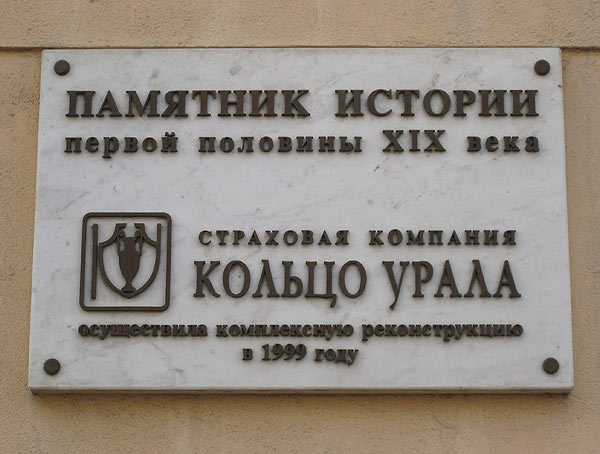 ПАМЯТНИК ИСТОРИИ
первой половины XIX века
СТРАХОВАЯ КОМПАНИЯ
КОЛЬЦО УРАЛА
осуществила комплексную реконструкцию
в 1999 году